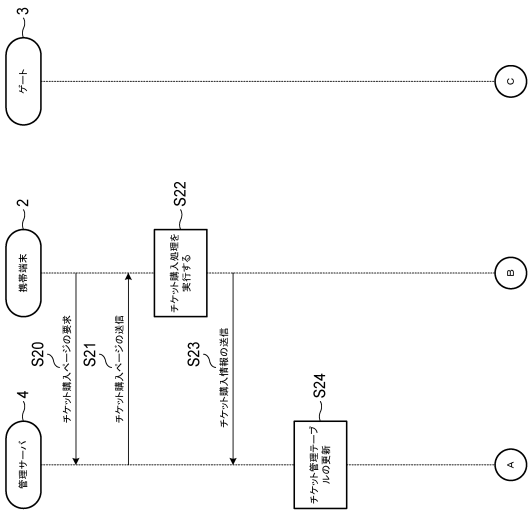 管理サーバ
4
携帯端末
2
ゲート
3
S20
チケット購入ページの要求
S21
チケット購入ページの送信
S22
チケット購入処理を
実行する
S23
チケット購入情報の送信
S24
チケット管理テーブ
ルの更新
A
B
C